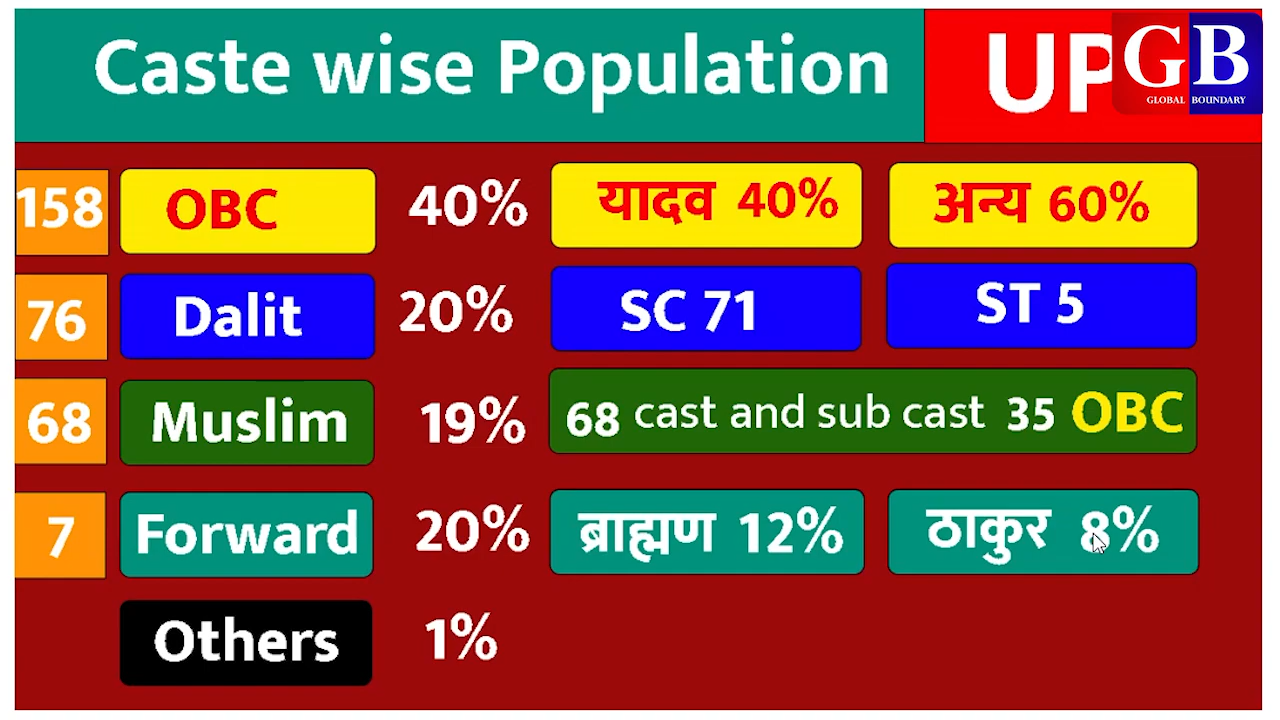 Caste wise Population UP
GB
GLOBAL BOUNDARY
158 OBC 40% यादव 40% अन्य 60%
76 Dalit 20% SC 71 ST 5
68 Muslim 19% 68 cast and sub cast 35 OBC
7 Forward 20% ब्राह्मण 12% ठाकुर 8%
Others 1%